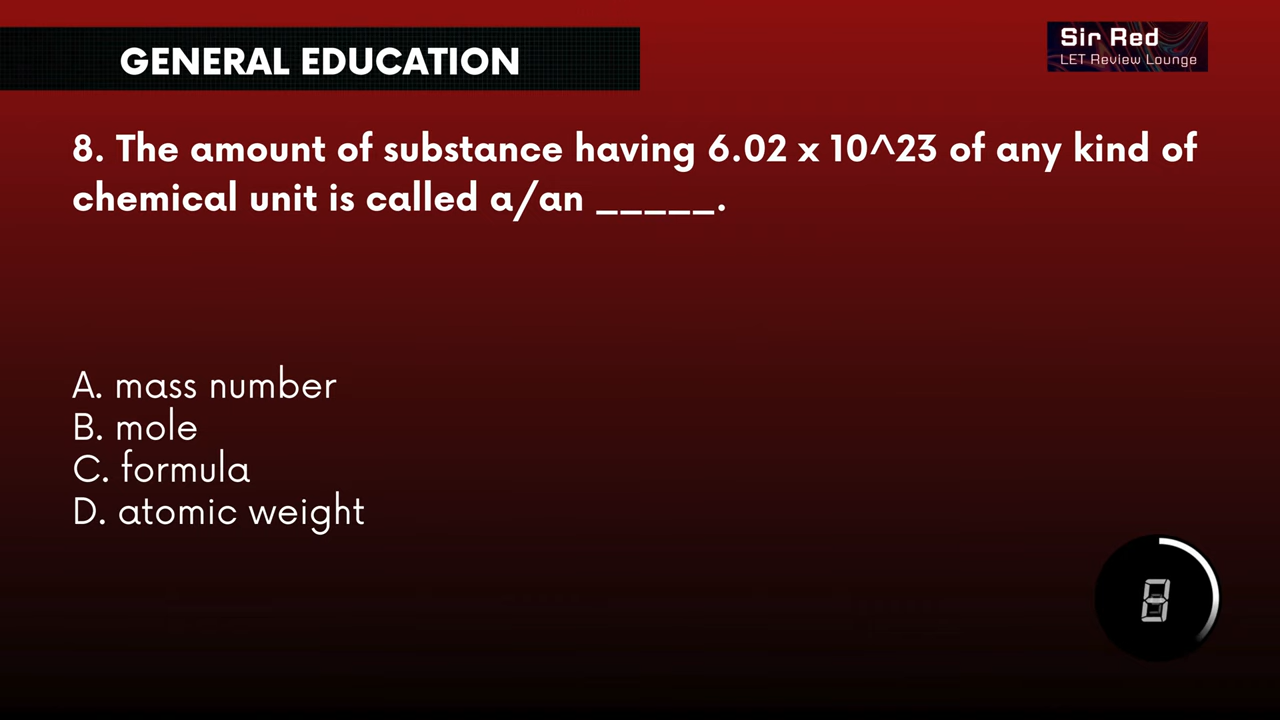 GENERAL EDUCATION
Sir Red
LET Review Lounge
8. The amount of substance having 6.02 x 10^23 of any kind of
chemical unit is called a/an _____.
A. mass number
B. mole
C. formula
D. atomic weight